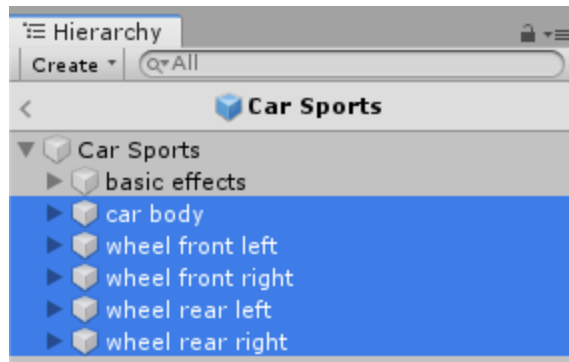 Hierarchy
Create All
Car Sports
Car Sports
basic effects
car body
wheel front left
wheel front right
wheel rear left
wheel rear right